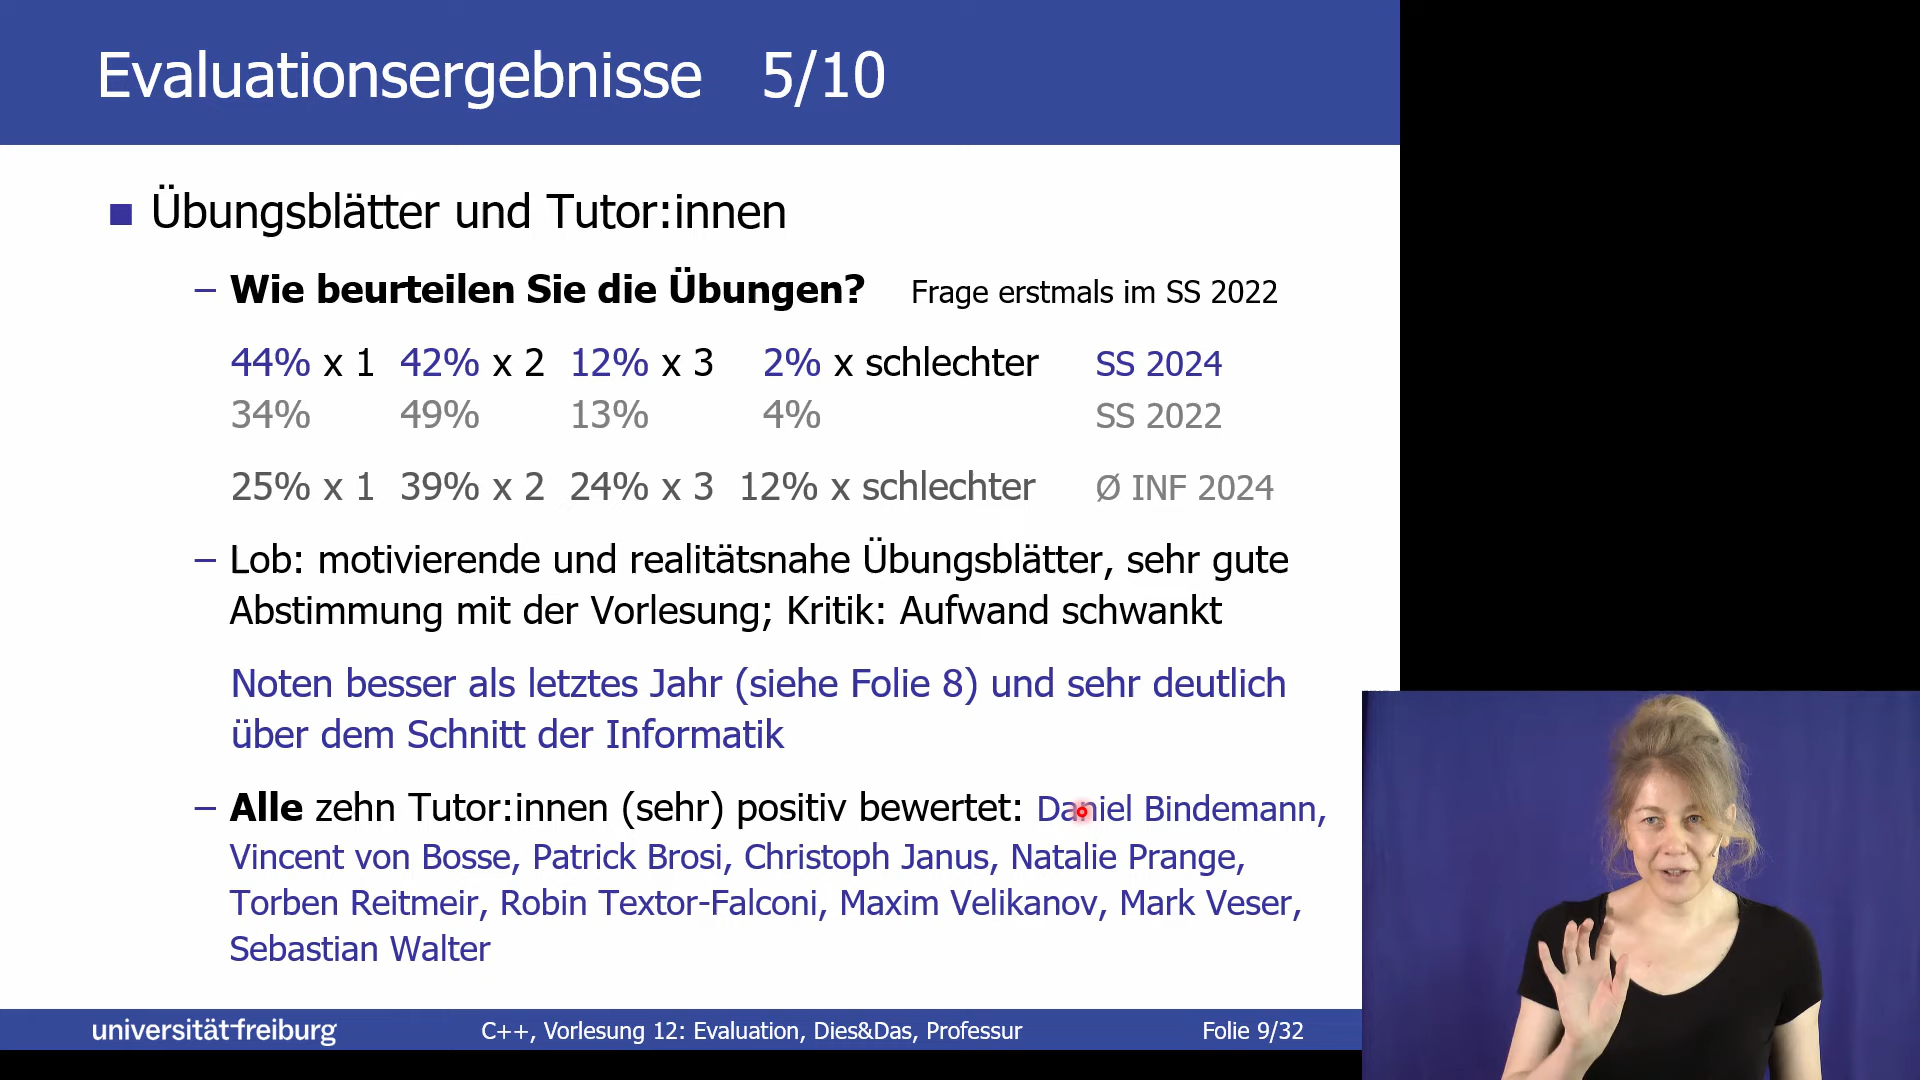 Evaluationsergebnisse 5/10
Übungsblätter und Tutor:innen
– Wie beurteilen Sie die Übungen? Frage erstmals im SS 2022
44% x 1 42% x 2 12% x 3 2% x schlechter SS 2024
34% 49% 13% 4% SS 2022
25% x 1 39% x 2 24% x 3 12% x schlechter Ø INF 2024
– Lob: motivierende und realitätsnahe Übungsblätter, sehr gute
Abstimmung mit der Vorlesung; Kritik: Aufwand schwankt
Noten besser als letztes Jahr (siehe Folie 8) und sehr deutlich
über dem Schnitt der Informatik
– Alle zehn Tutor:innen (sehr) positiv bewertet: Daniel Bindemann,
Vincent von Bosse, Patrick Brosi, Christoph Janus, Natalie Prange,
Torben Reitmeir, Robin Textor-Falconi, Maxim Velikanov, Mark Veser,
Sebastian Walter
universität freiburg C++, Vorlesung 12: Evaluation, Dies&Das, Professur Folie 9/32